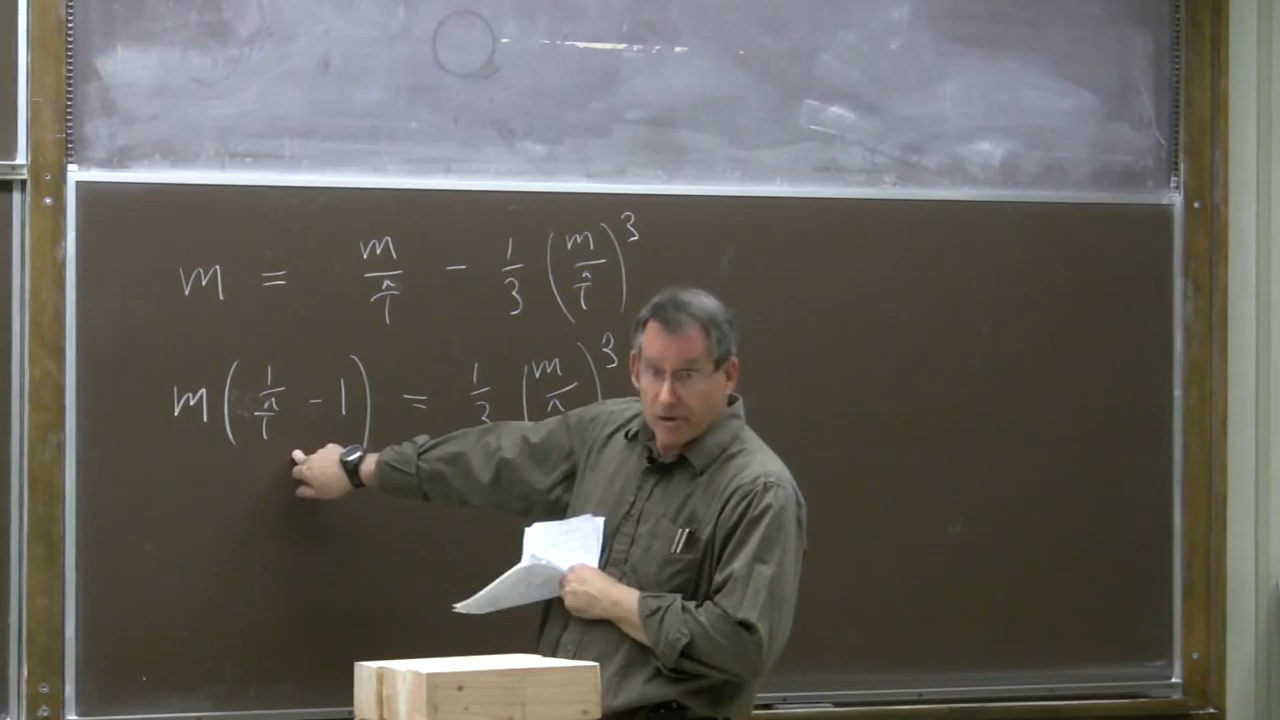 m = m/T̂ - 1/3 (m/T̂)^3
m(1/T̂ - 1) = 1/3 (m/T̂)^3